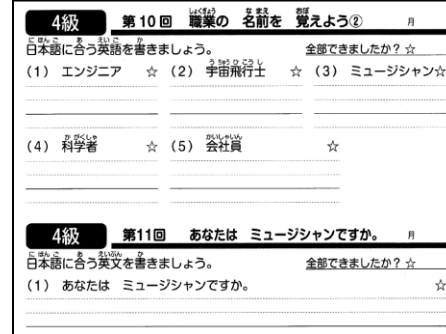 4級 第10回 職業の 名前を 覚えよう② 月
日本語に合う英語を書きましょう。 全部できましたか？☆
(1) エンジニア ☆ (2) 宇宙飛行士 ☆ (3) ミュージシャン☆
(4) 科学者 ☆ (5) 会社員 ☆
4級 第11回 あなたは ミュージシャンですか。 月
日本語に合う英文を書きましょう。 全部できましたか？☆
(1) あなたは ミュージシャンですか。 ☆